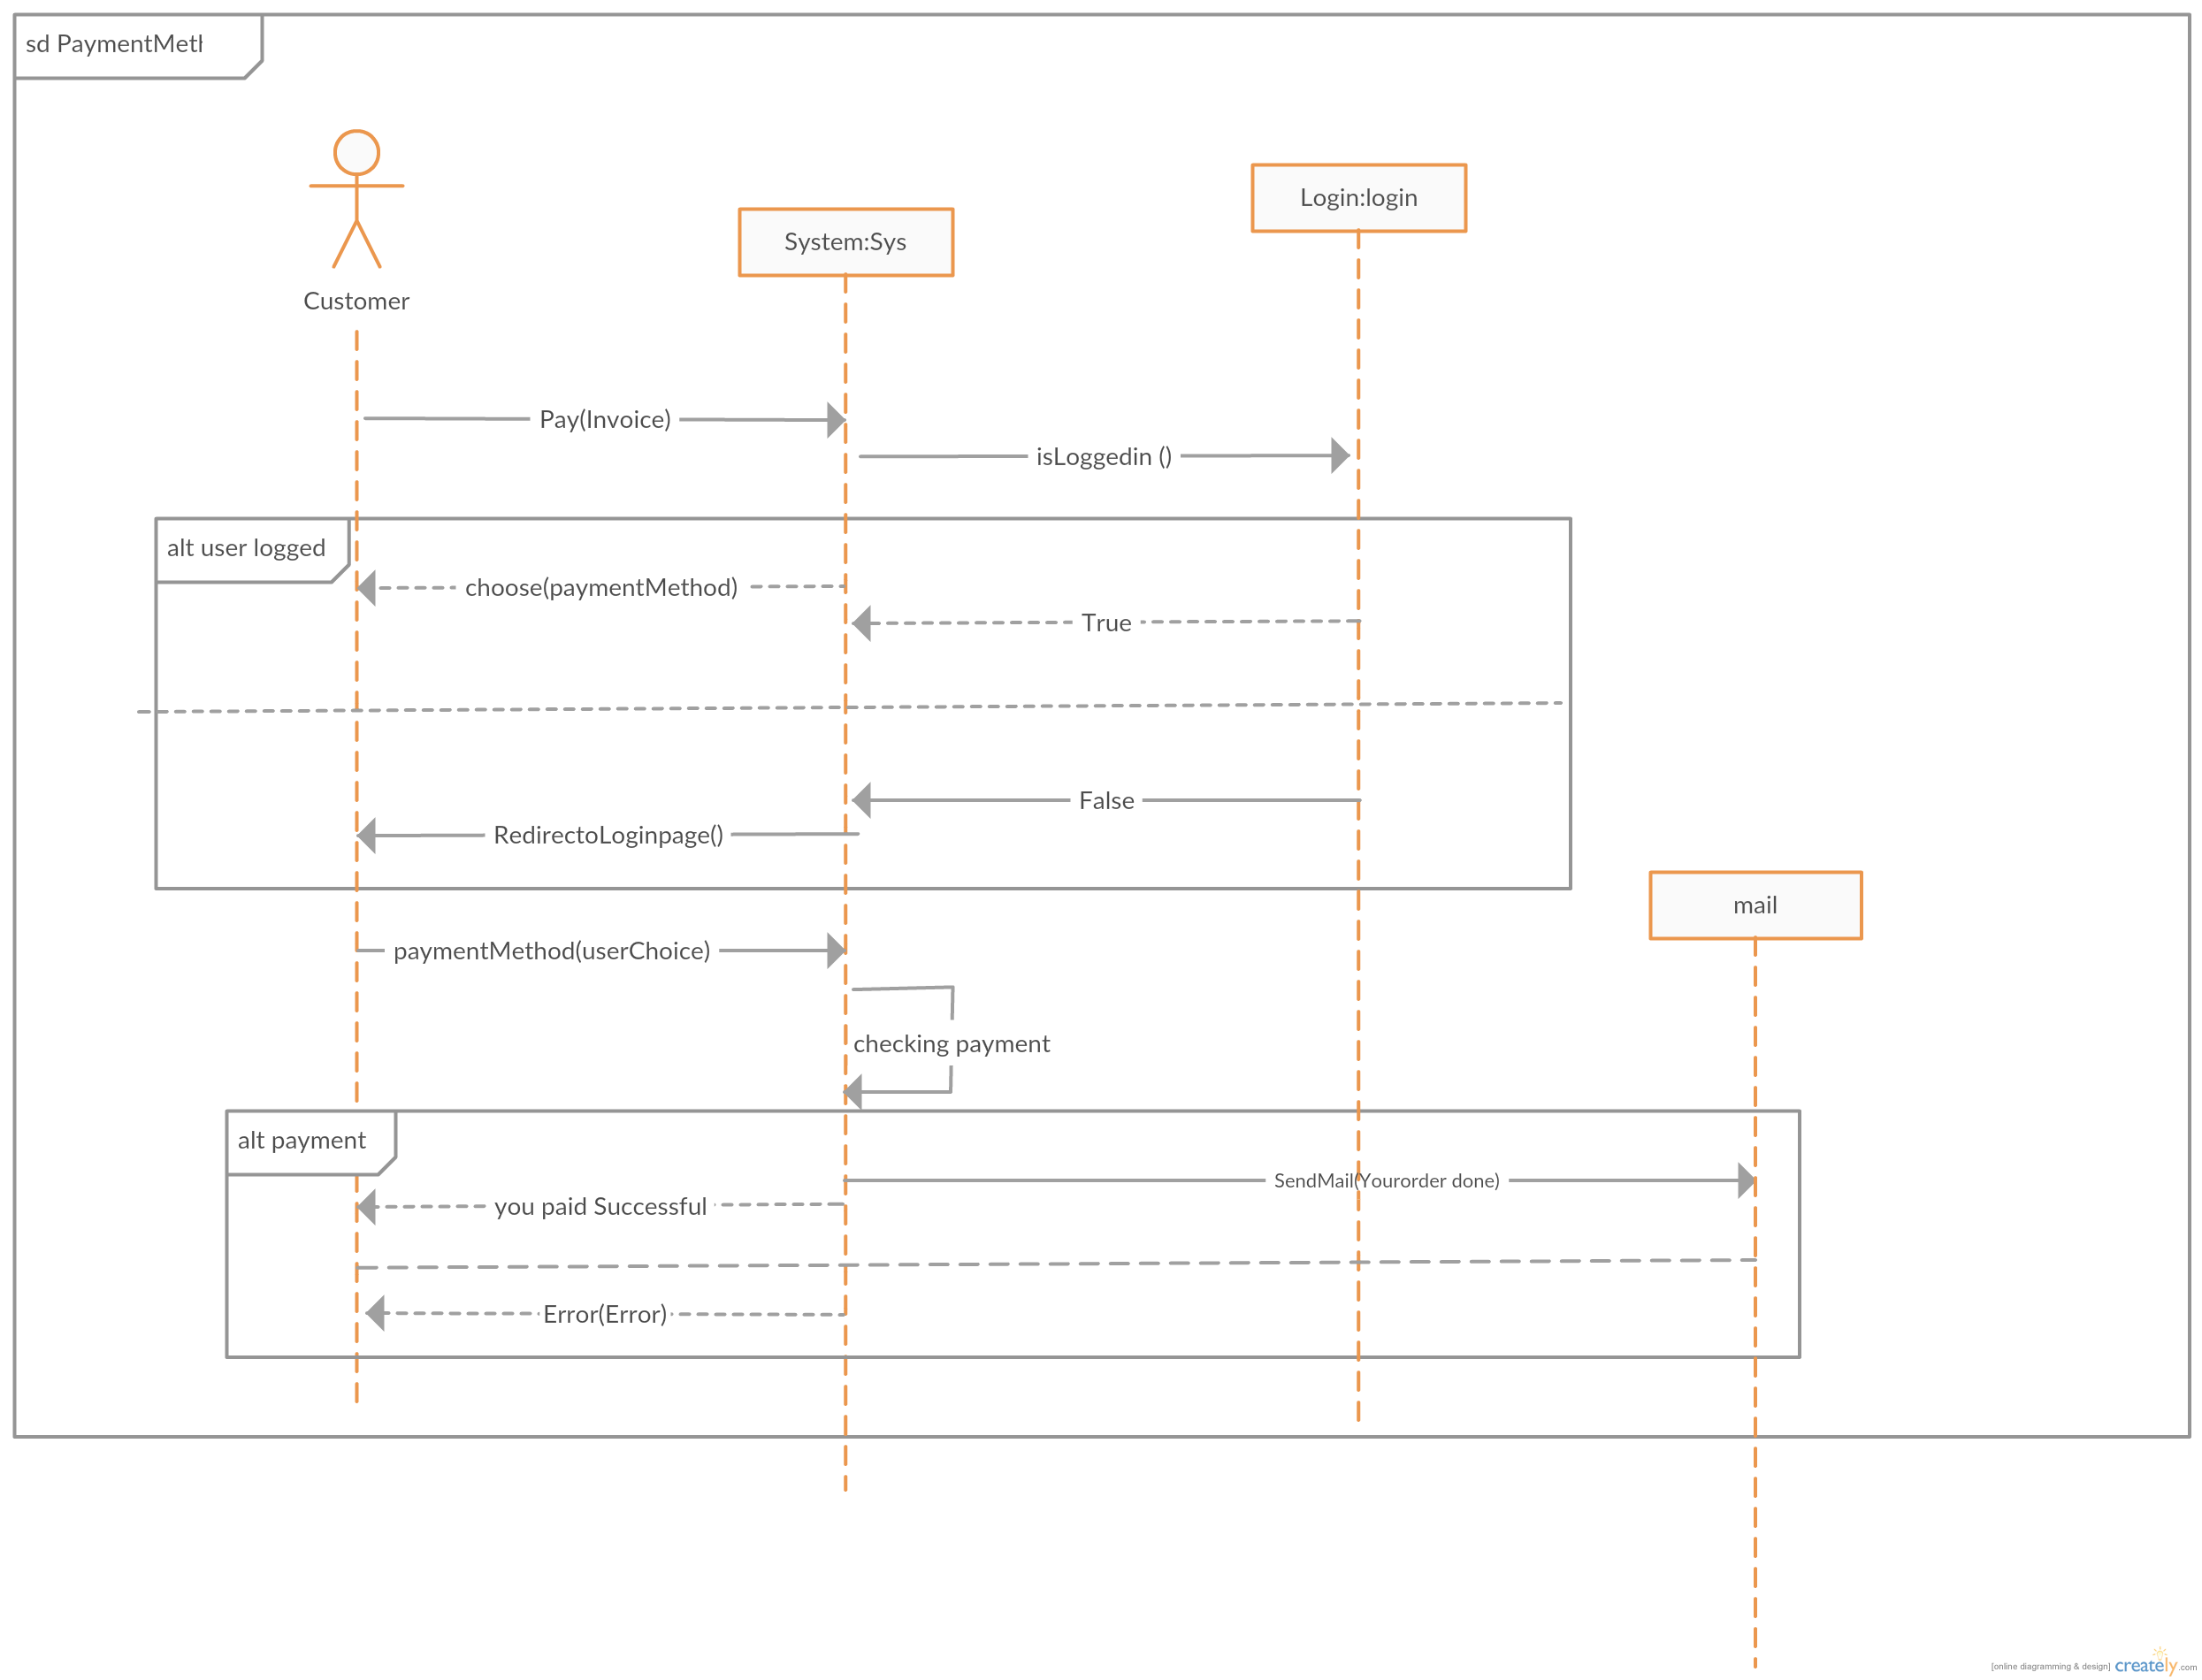 sd PaymentMeth
Customer
System:Sys
Login:login
Pay(Invoice)
isLoggedin ()
alt user logged
choose(paymentMethod)
True
False
RedirectoLoginpage()
mail
paymentMethod(userChoice)
checking payment
alt payment
SendMail(Yourorder done)
you paid Successful
Error(Error)
[online diagramming & design] creately.com